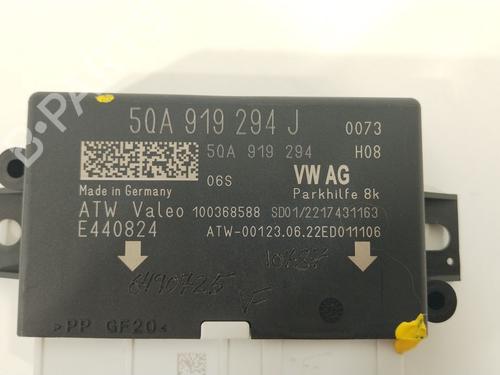 5QA 919 294 J 0073
5QA 919 294 H08
06S VW AG
Made in Germany Parkhilfe 8k
ATW Valeo 100368588 SD01/2217431163
E440824 ATW-00123.06.22ED011106
6490725
>PP GF20<